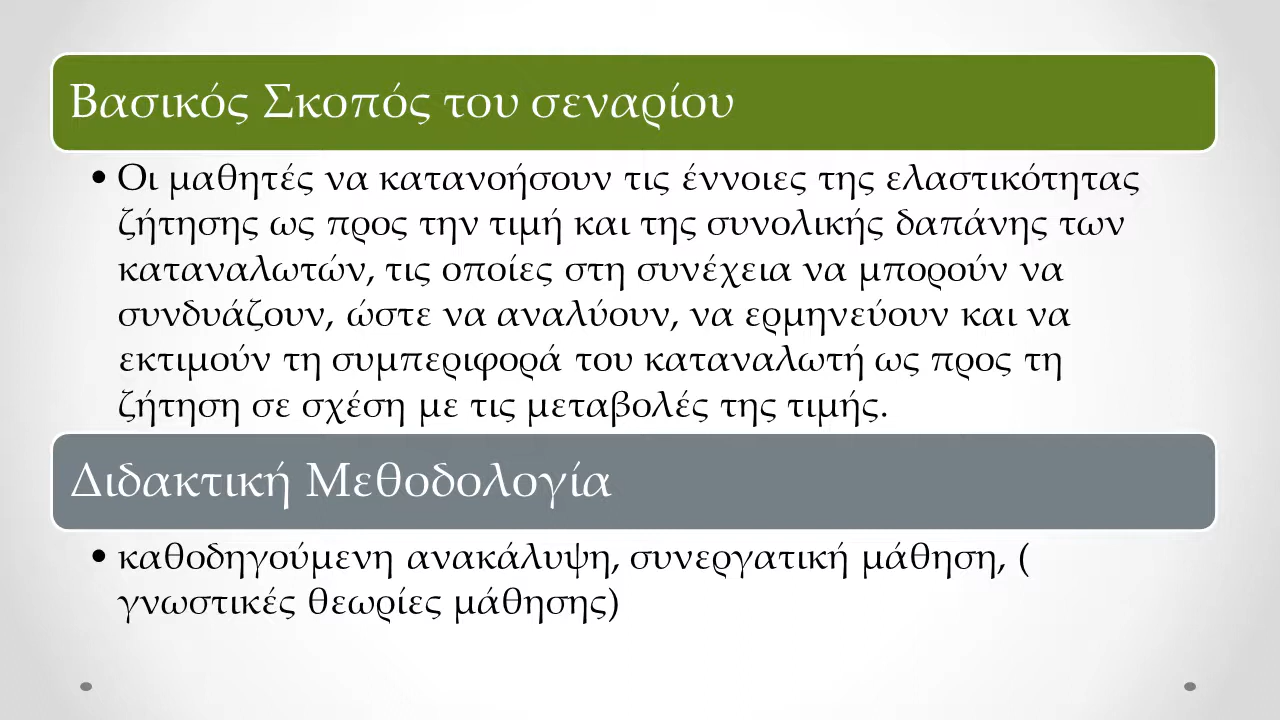 Βασικός Σκοπός του σεναρίου
• Οι μαθητές να κατανοήσουν τις έννοιες της ελαστικότητας
ζήτησης ως προς την τιμή και της συνολικής δαπάνης των
καταναλωτών, τις οποίες στη συνέχεια να μπορούν να
συνδυάζουν, ώστε να αναλύουν, να ερμηνεύουν και να
εκτιμούν τη συμπεριφορά του καταναλωτή ως προς τη
ζήτηση σε σχέση με τις μεταβολές της τιμής.
Διδακτική Μεθοδολογία
• καθοδηγούμενη ανακάλυψη, συνεργατική μάθηση, (
γνωστικές θεωρίες μάθησης)